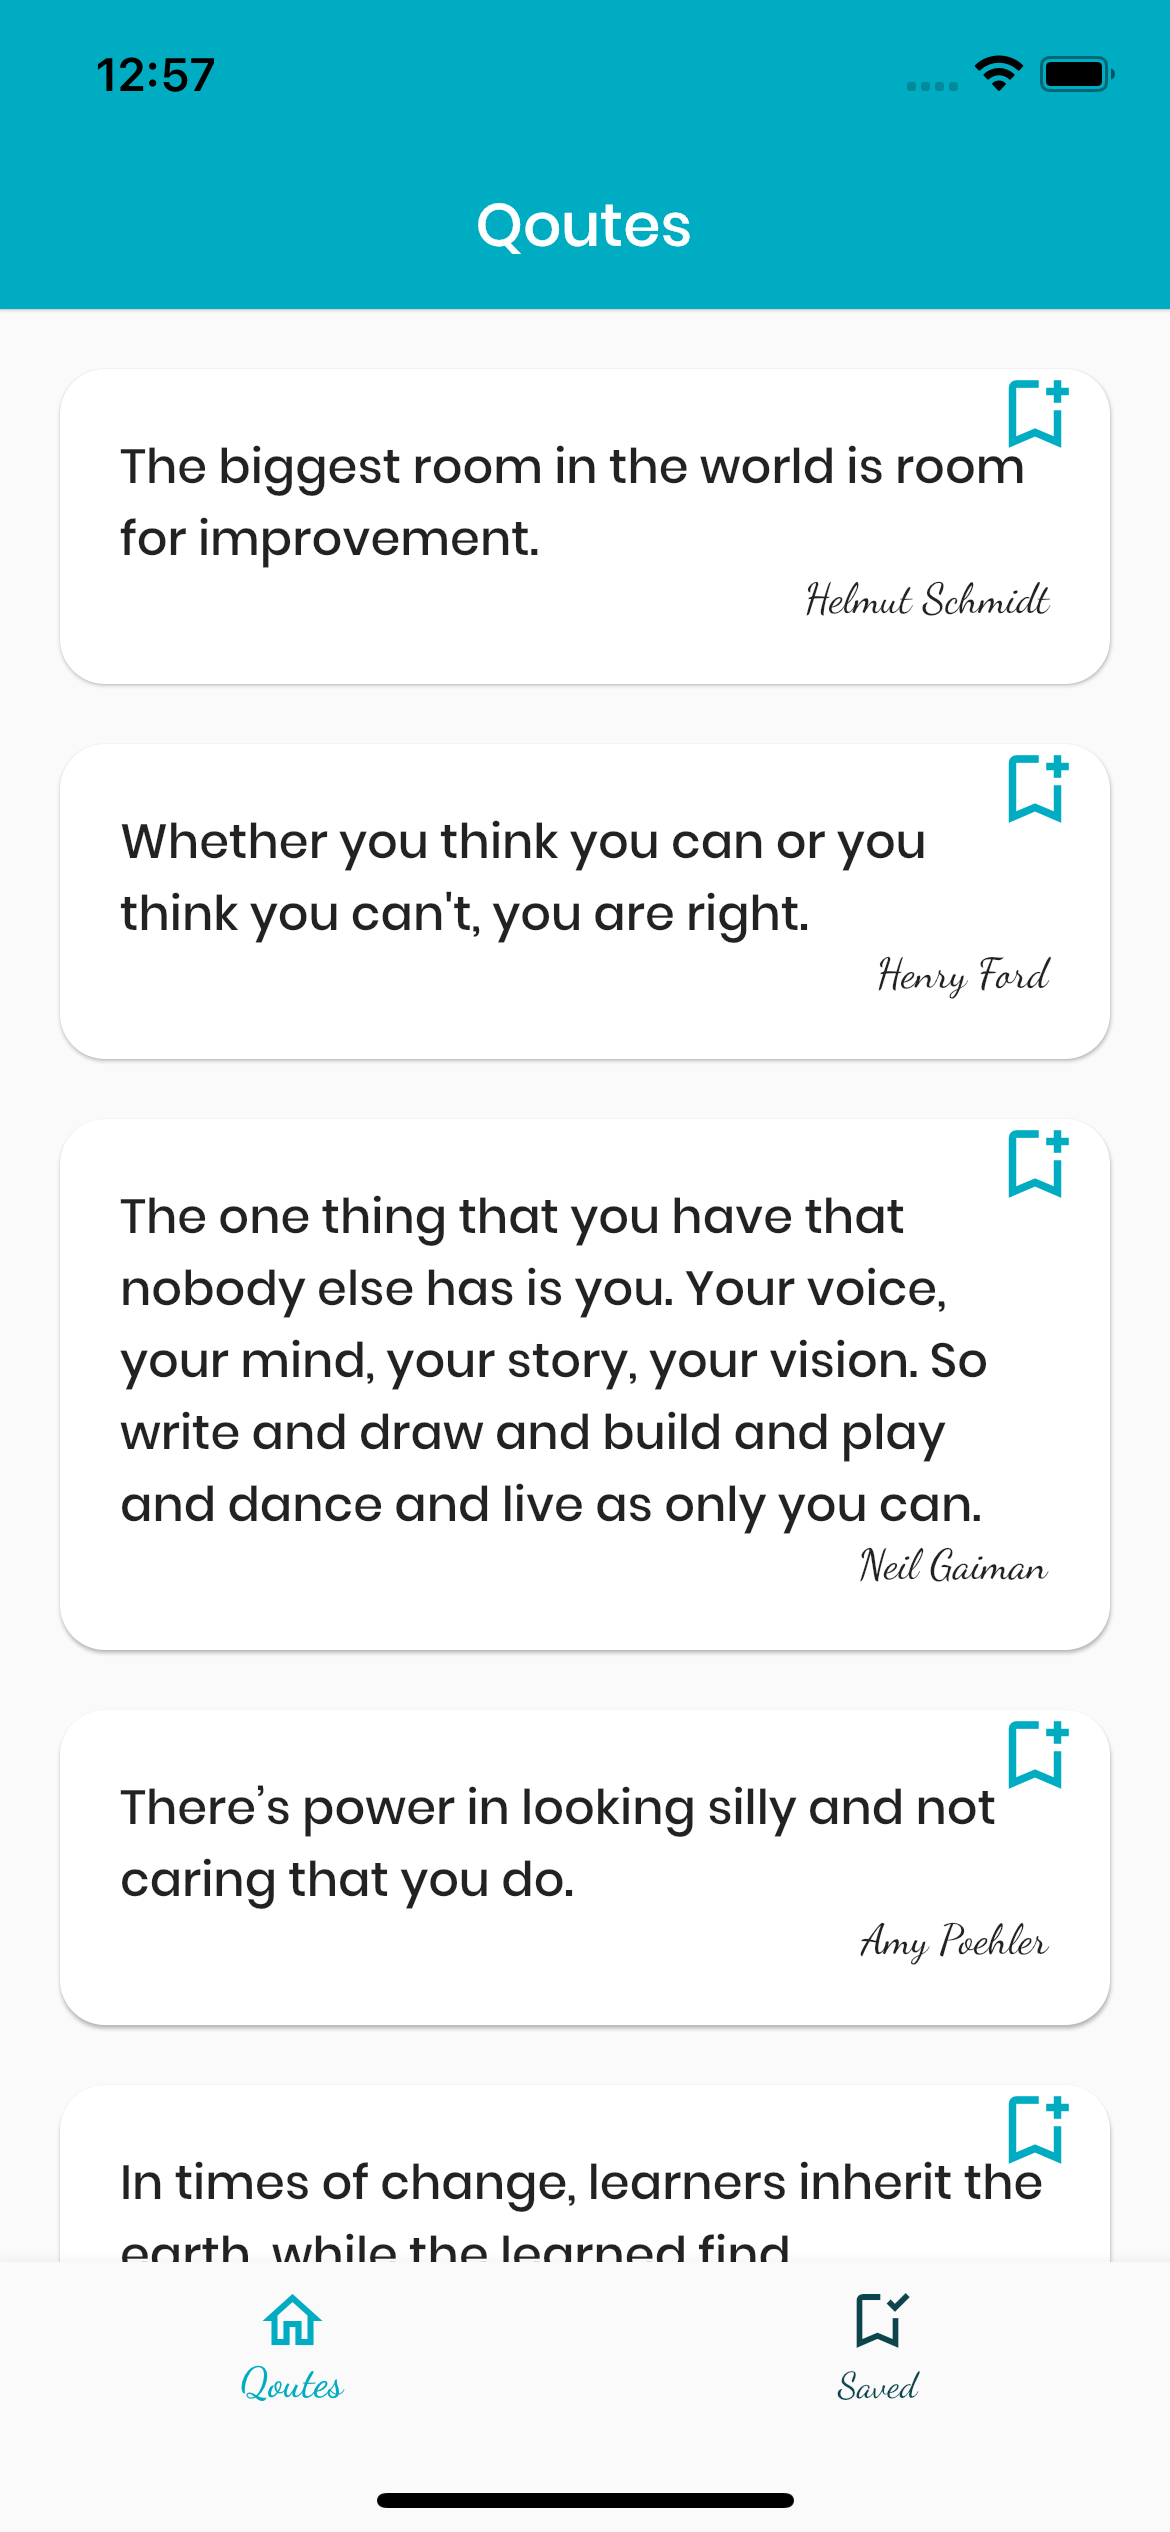 12:57
Qoutes
The biggest room in the world is room
for improvement.
Helmut Schmidt
Whether you think you can or you
think you can't, you are right.
Henry Ford
The one thing that you have that
nobody else has is you. Your voice,
your mind, your story, your vision. So
write and draw and build and play
and dance and live as only you can.
Neil Gaiman
There’s power in looking silly and not
caring that you do.
Amy Poehler
In times of change, learners inherit the
earth, while the learned find
Qoutes
Saved